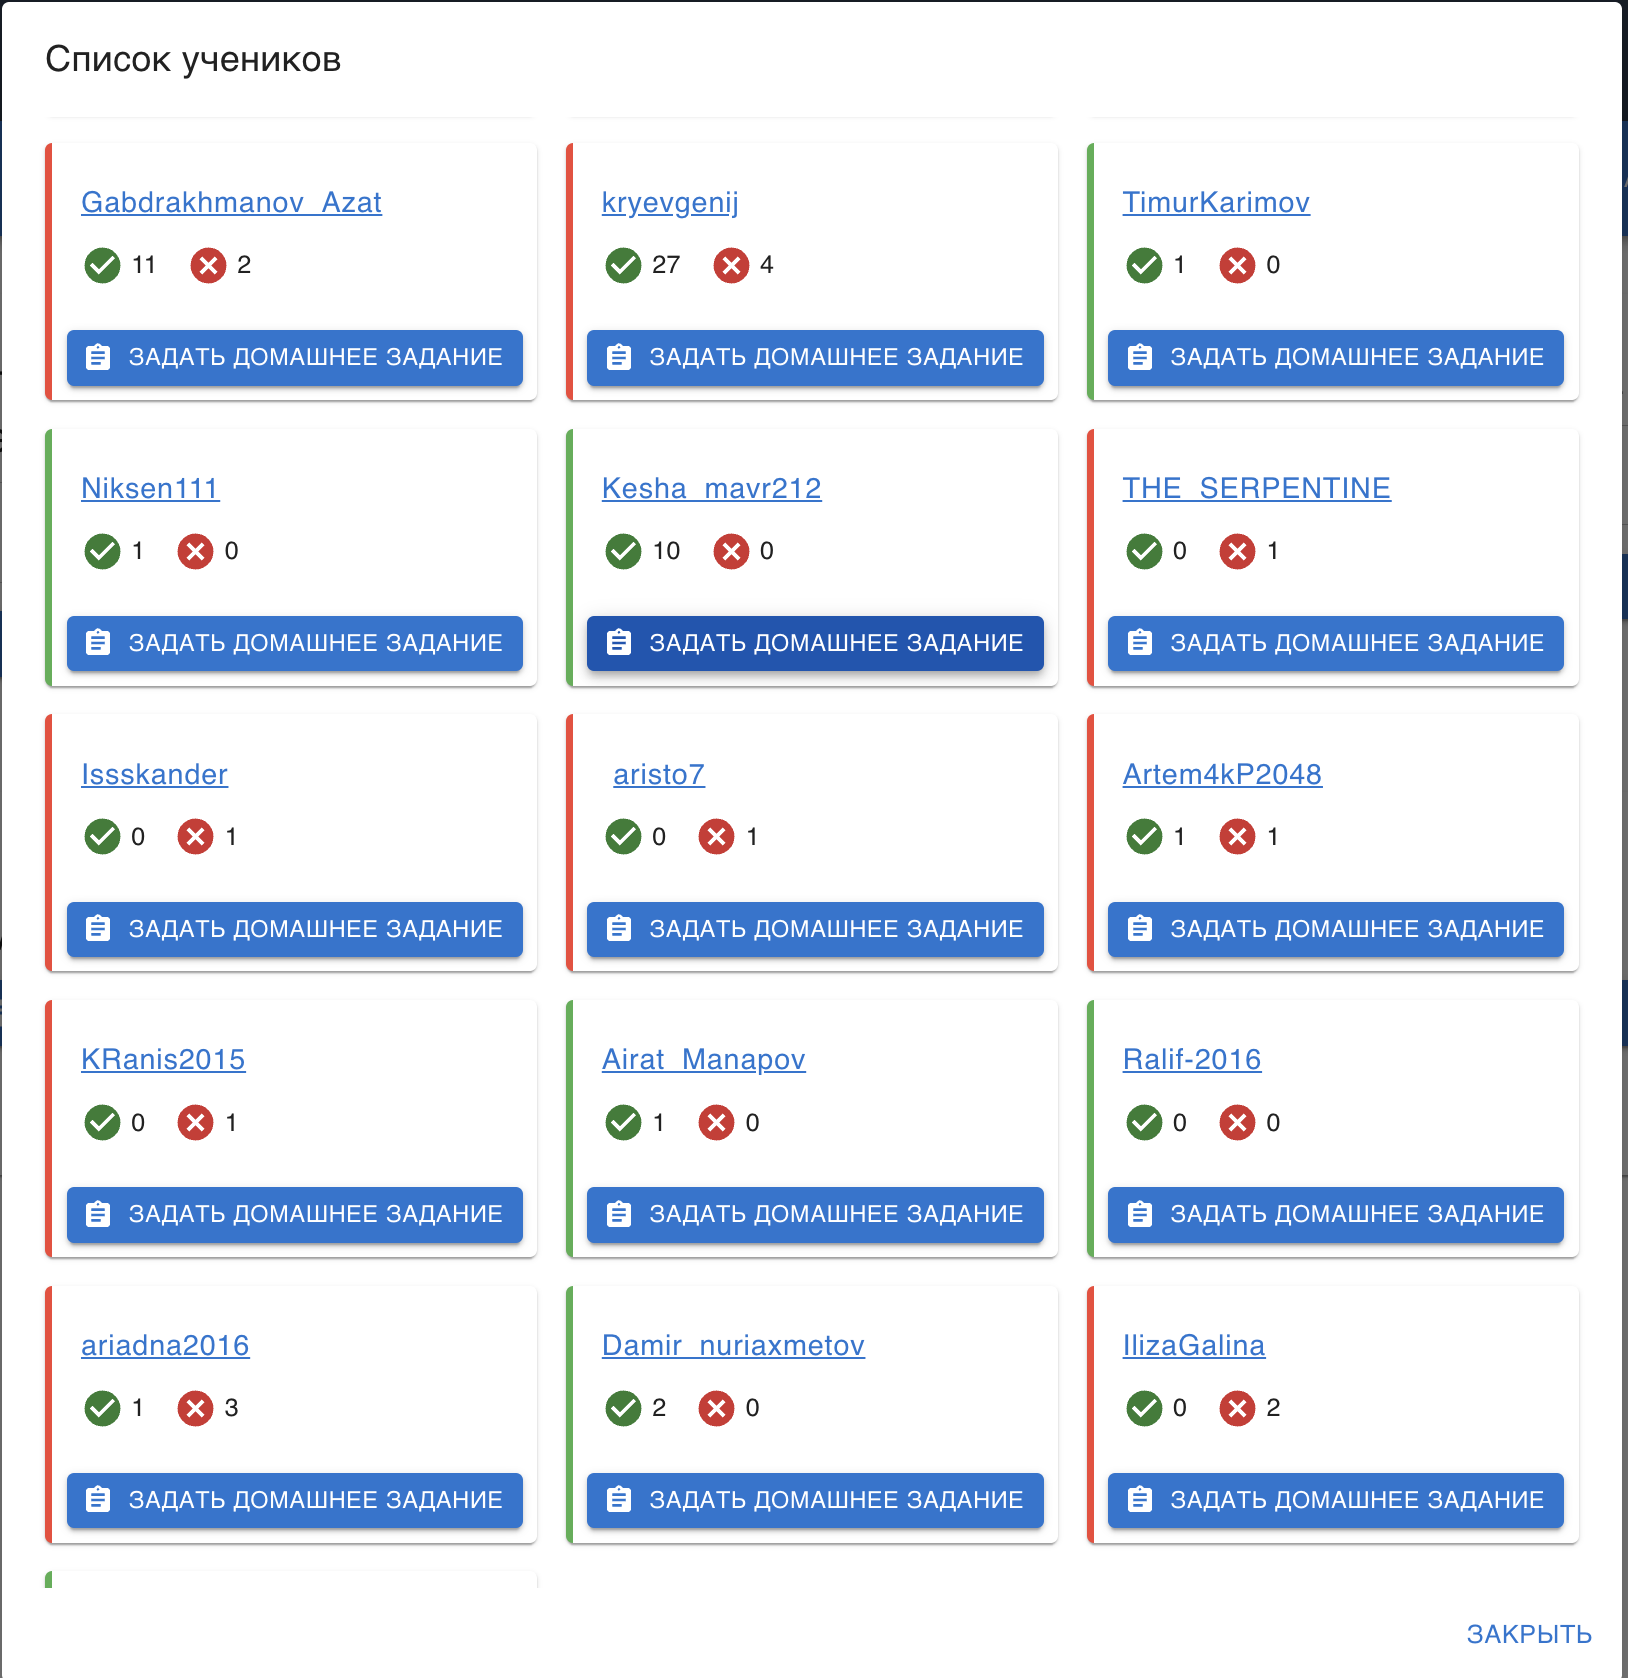 Список учеников
Gabdrakhmanov_Azat
11 2
ЗАДАТЬ ДОМАШНЕЕ ЗАДАНИЕ
kryevgenij
27 4
ЗАДАТЬ ДОМАШНЕЕ ЗАДАНИЕ
TimurKarimov
1 0
ЗАДАТЬ ДОМАШНЕЕ ЗАДАНИЕ
Niksen111
1 0
ЗАДАТЬ ДОМАШНЕЕ ЗАДАНИЕ
Kesha_mavr212
10 0
ЗАДАТЬ ДОМАШНЕЕ ЗАДАНИЕ
THE_SERPENTINE
0 1
ЗАДАТЬ ДОМАШНЕЕ ЗАДАНИЕ
Issskander
0 1
ЗАДАТЬ ДОМАШНЕЕ ЗАДАНИЕ
aristo7
0 1
ЗАДАТЬ ДОМАШНЕЕ ЗАДАНИЕ
Artem4kP2048
1 1
ЗАДАТЬ ДОМАШНЕЕ ЗАДАНИЕ
KRanis2015
0 1
ЗАДАТЬ ДОМАШНЕЕ ЗАДАНИЕ
Airat_Manapov
1 0
ЗАДАТЬ ДОМАШНЕЕ ЗАДАНИЕ
Ralif-2016
0 0
ЗАДАТЬ ДОМАШНЕЕ ЗАДАНИЕ
ariadna2016
1 3
ЗАДАТЬ ДОМАШНЕЕ ЗАДАНИЕ
Damir_nuriaxmetov
2 0
ЗАДАТЬ ДОМАШНЕЕ ЗАДАНИЕ
IlizaGalina
0 2
ЗАДАТЬ ДОМАШНЕЕ ЗАДАНИЕ
ЗАКРЫТЬ